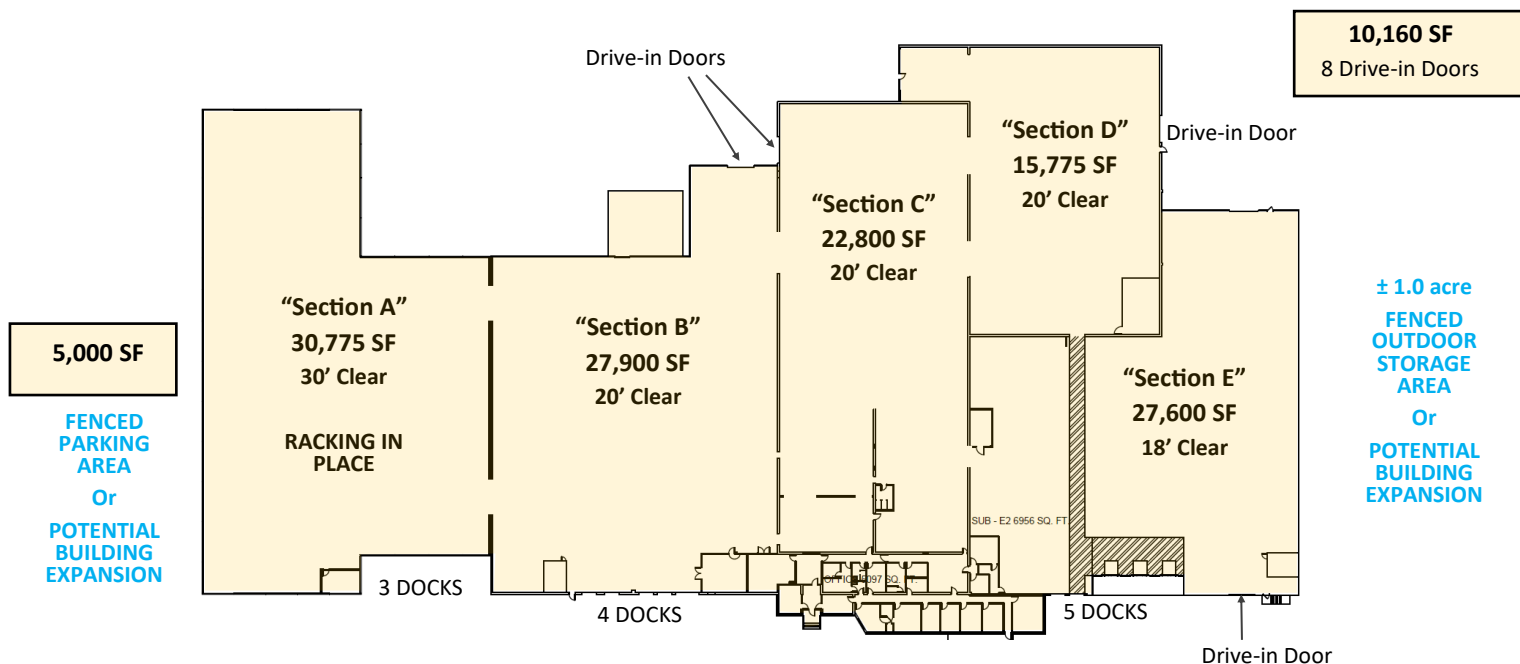 10,160 SF
8 Drive-in Doors
Drive-in Doors
Drive-in Door
“Section D”
15,775 SF
20’ Clear
“Section C”
22,800 SF
20’ Clear
“Section A”
30,775 SF
30’ Clear
RACKING IN
PLACE
“Section B”
27,900 SF
20’ Clear
“Section E”
27,600 SF
18’ Clear
5,000 SF
FENCED
PARKING
AREA
Or
POTENTIAL
BUILDING
EXPANSION
± 1.0 acre
FENCED
OUTDOOR
STORAGE
AREA
Or
POTENTIAL
BUILDING
EXPANSION
SUB - E2 6956 SQ. FT.
SQ. FT.
3 DOCKS
4 DOCKS
5 DOCKS
Drive-in Door